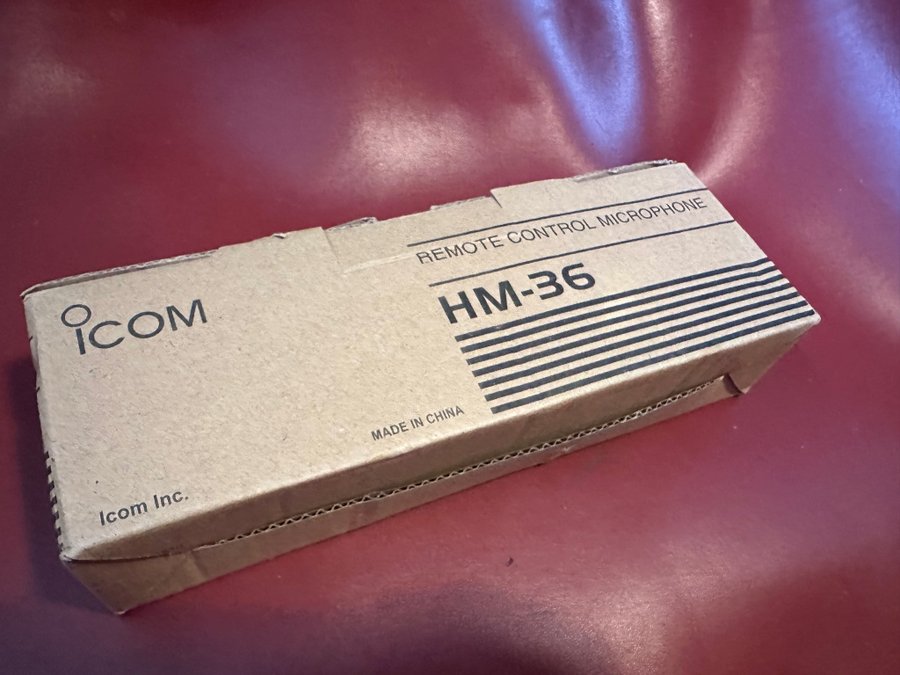 ICOM
REMOTE CONTROL MICROPHONE
HM-36
MADE IN CHINA
Icom Inc.